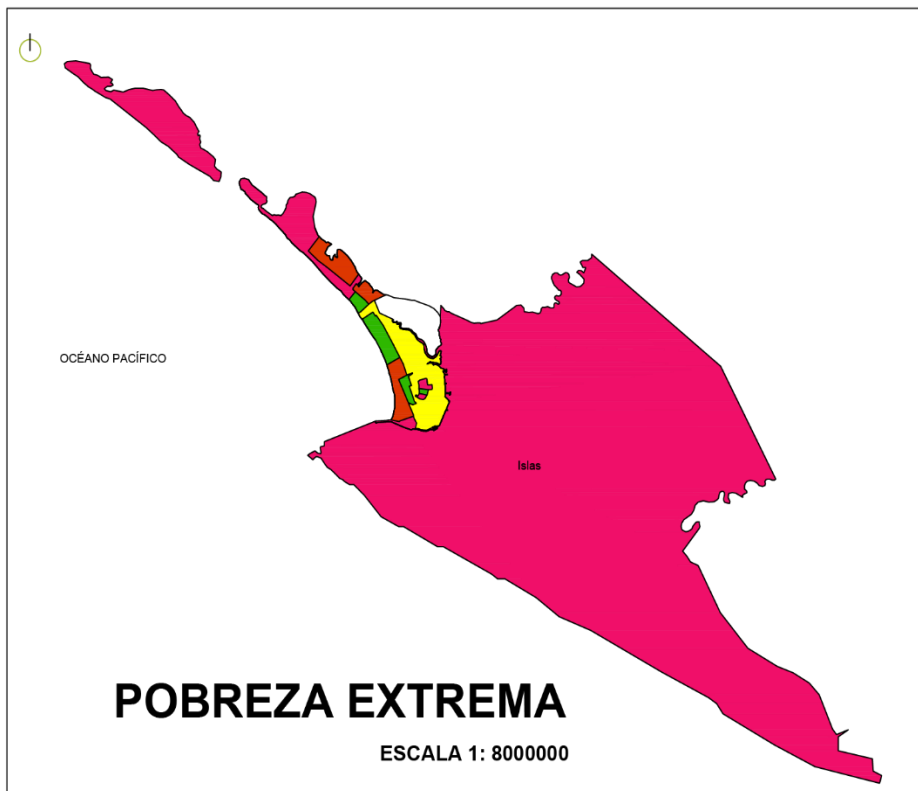 OCÉANO PACÍFICO
Islas
POBREZA EXTREMA
ESCALA 1: 8000000